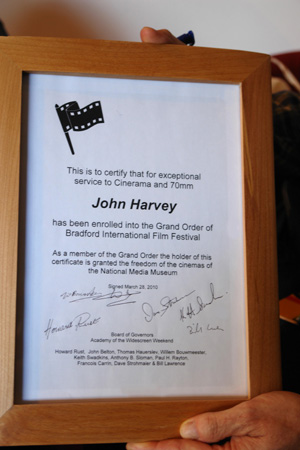 This is to certify that for exceptional
service to Cinerama and 70mm
John Harvey
has been enrolled into the Grand Order of
Bradford International Film Festival
As a member of the Grand Order the holder of this
certificate is granted the freedom of the cinemas of
the National Media Museum
Signed March 28, 2010
Howard Rust
Board of Governors
Academy of the Widescreen Weekend
Howard Rust, John Belton, Thomas Hauerslev, Willem Bouwmeester,
Keith Swadkins, Anthony B. Sloman, Paul H. Rayton,
Francois Carrin, Dave Strohmaier & Bill Lawrence